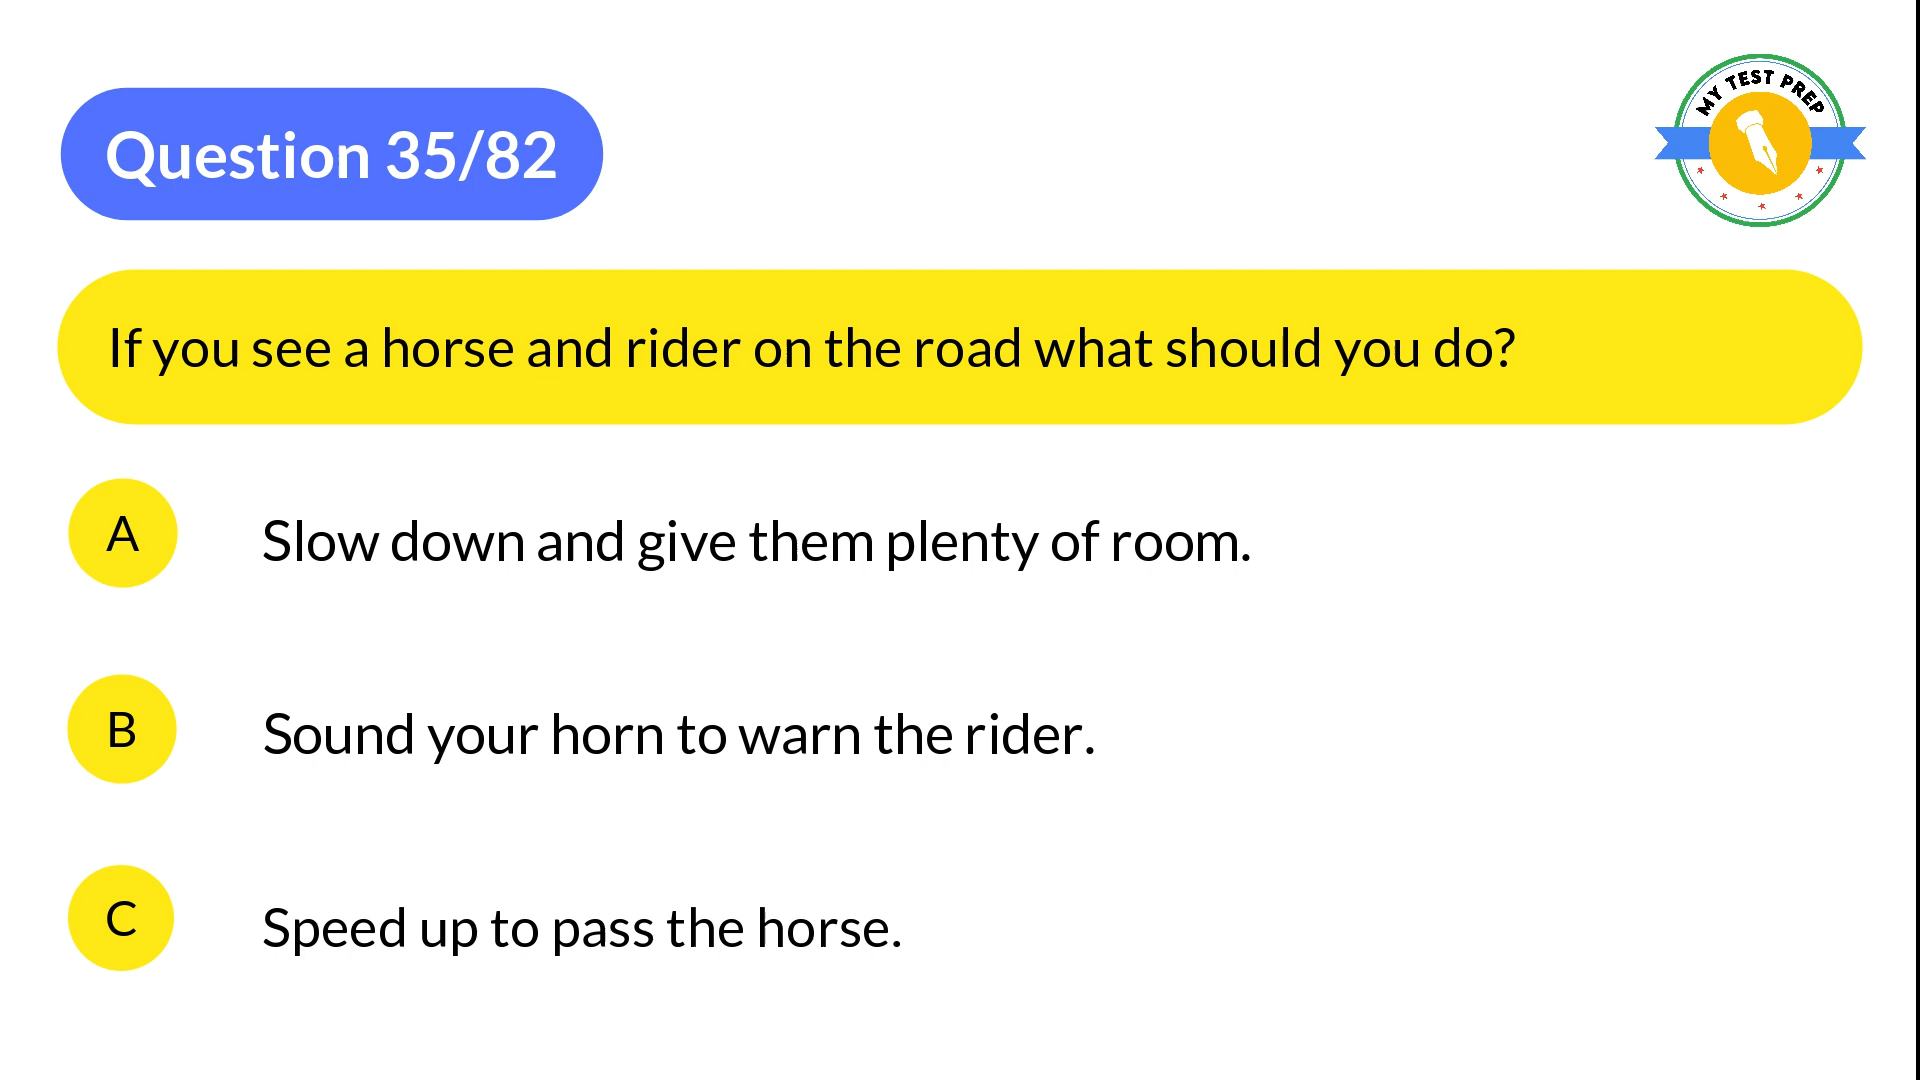 MY TEST PREP
Question 35/82
If you see a horse and rider on the road what should you do?
A Slow down and give them plenty of room.
B Sound your horn to warn the rider.
C Speed up to pass the horse.